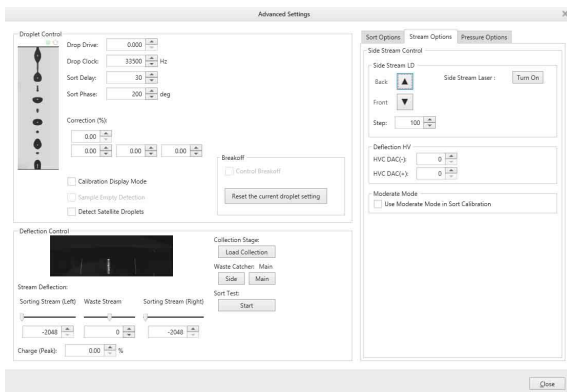 Advanced Settings
Droplet Control
Drop Drive: 0.000
Drop Clock: 33500 Hz
Sort Delay: 30
Sort Phase: 200 deg
Correction (%):
0.00
0.00 0.00 0.00
Calibration Display Mode
Sample Empty Detection
Detect Satellite Droplets
Breakoff
Control Breakoff
Reset the current droplet setting
Deflection Control
Stream Deflection:
Sorting Stream (Left) Waste Stream Sorting Stream (Right)
-2048 0 -2048
Charge (Peak): 0.00 %
Collection Stage:
Load Collection
Waste Catcher: Main
Side Main
Sort Test:
Start
Sort Options Stream Options Pressure Options
Side Stream Control
Side Stream LD
Back: Side Stream Laser : Turn On
Front:
Step: 100
Deflection HV
HVC DAC(-): 0
HVC DAC(+): 0
Moderate Mode
Use Moderate Mode in Sort Calibration
Close